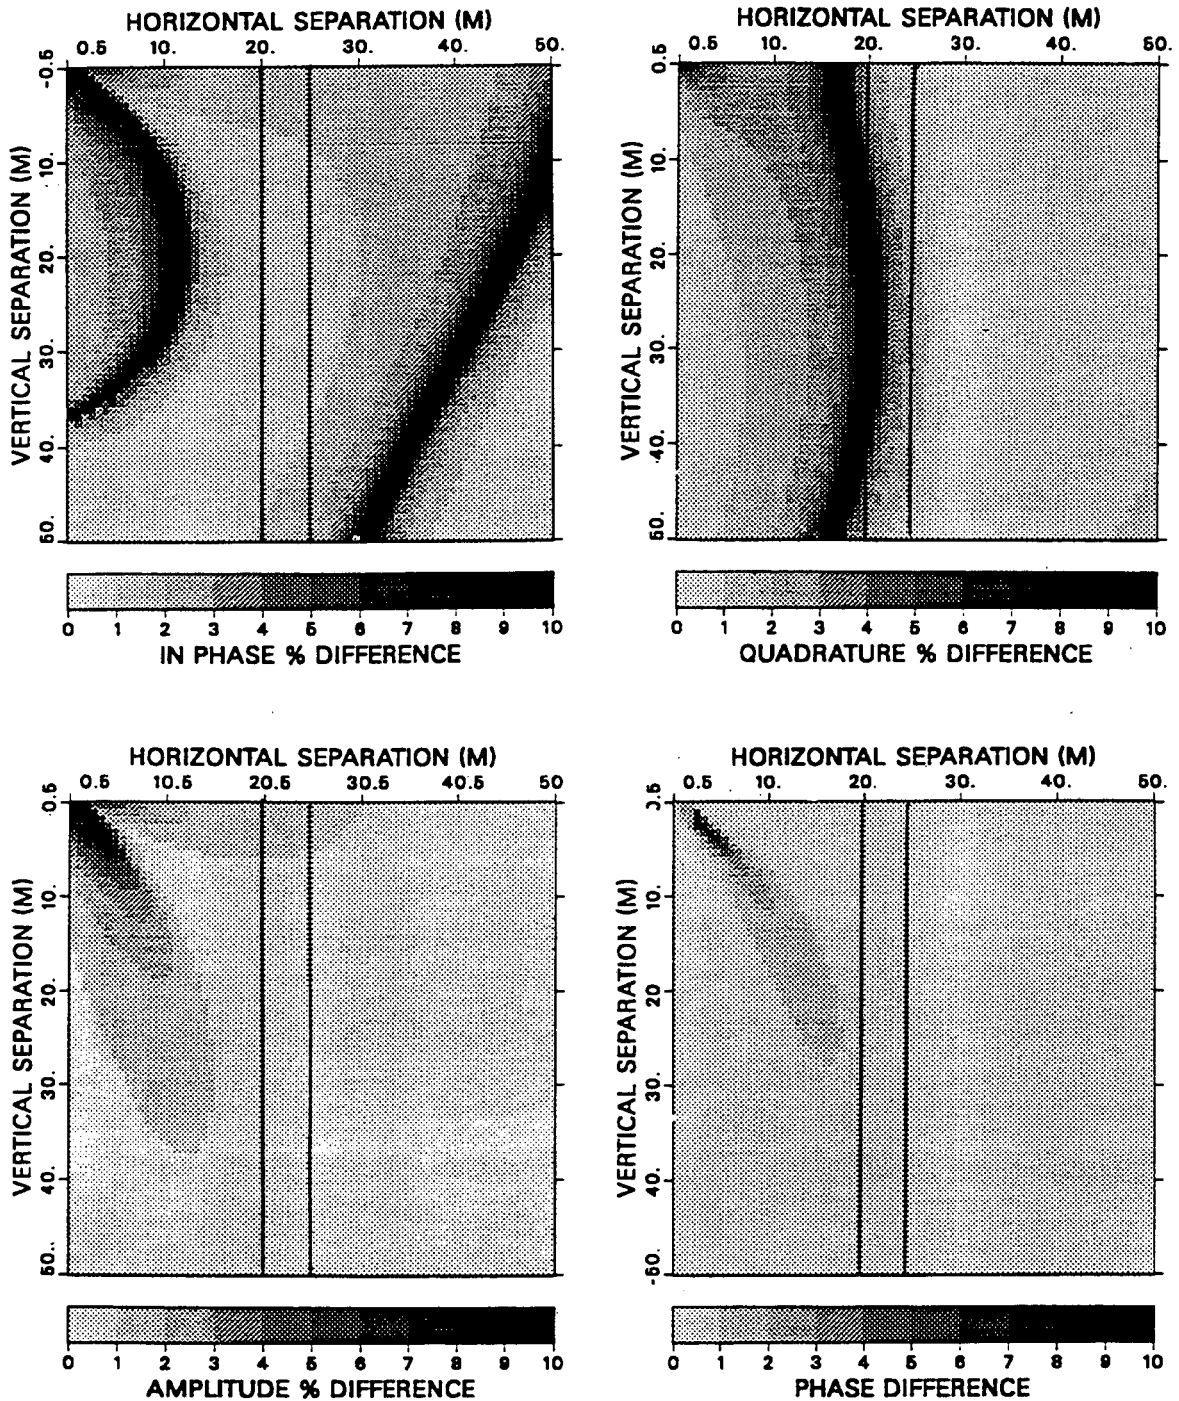 HORIZONTAL SEPARATION (M)
0.5 10. 20. 30. 40. 50.
VERTICAL SEPARATION (M)
-0.5 10. 20. 30. 40. 50.
0 1 2 3 4 5 6 7 8 9 10
IN PHASE % DIFFERENCE
HORIZONTAL SEPARATION (M)
0.5 10. 20. 30. 40. 50.
VERTICAL SEPARATION (M)
0.5 10. 20. 30. 40. 50.
0 1 2 3 4 5 6 7 8 9 10
QUADRATURE % DIFFERENCE
HORIZONTAL SEPARATION (M)
0.5 10.5 20.5 30.5 40.5 50
VERTICAL SEPARATION (M)
0.5 10. 20. 30. 40. 50.
0 1 2 3 4 5 6 7 8 9 10
AMPLITUDE % DIFFERENCE
HORIZONTAL SEPARATION (M)
0.5 10. 20. 30. 40. 50.
VERTICAL SEPARATION (M)
0.5 10. 20 30. 40. 50.
0 1 2 3 4 5 6 7 8 9 10
PHASE DIFFERENCE